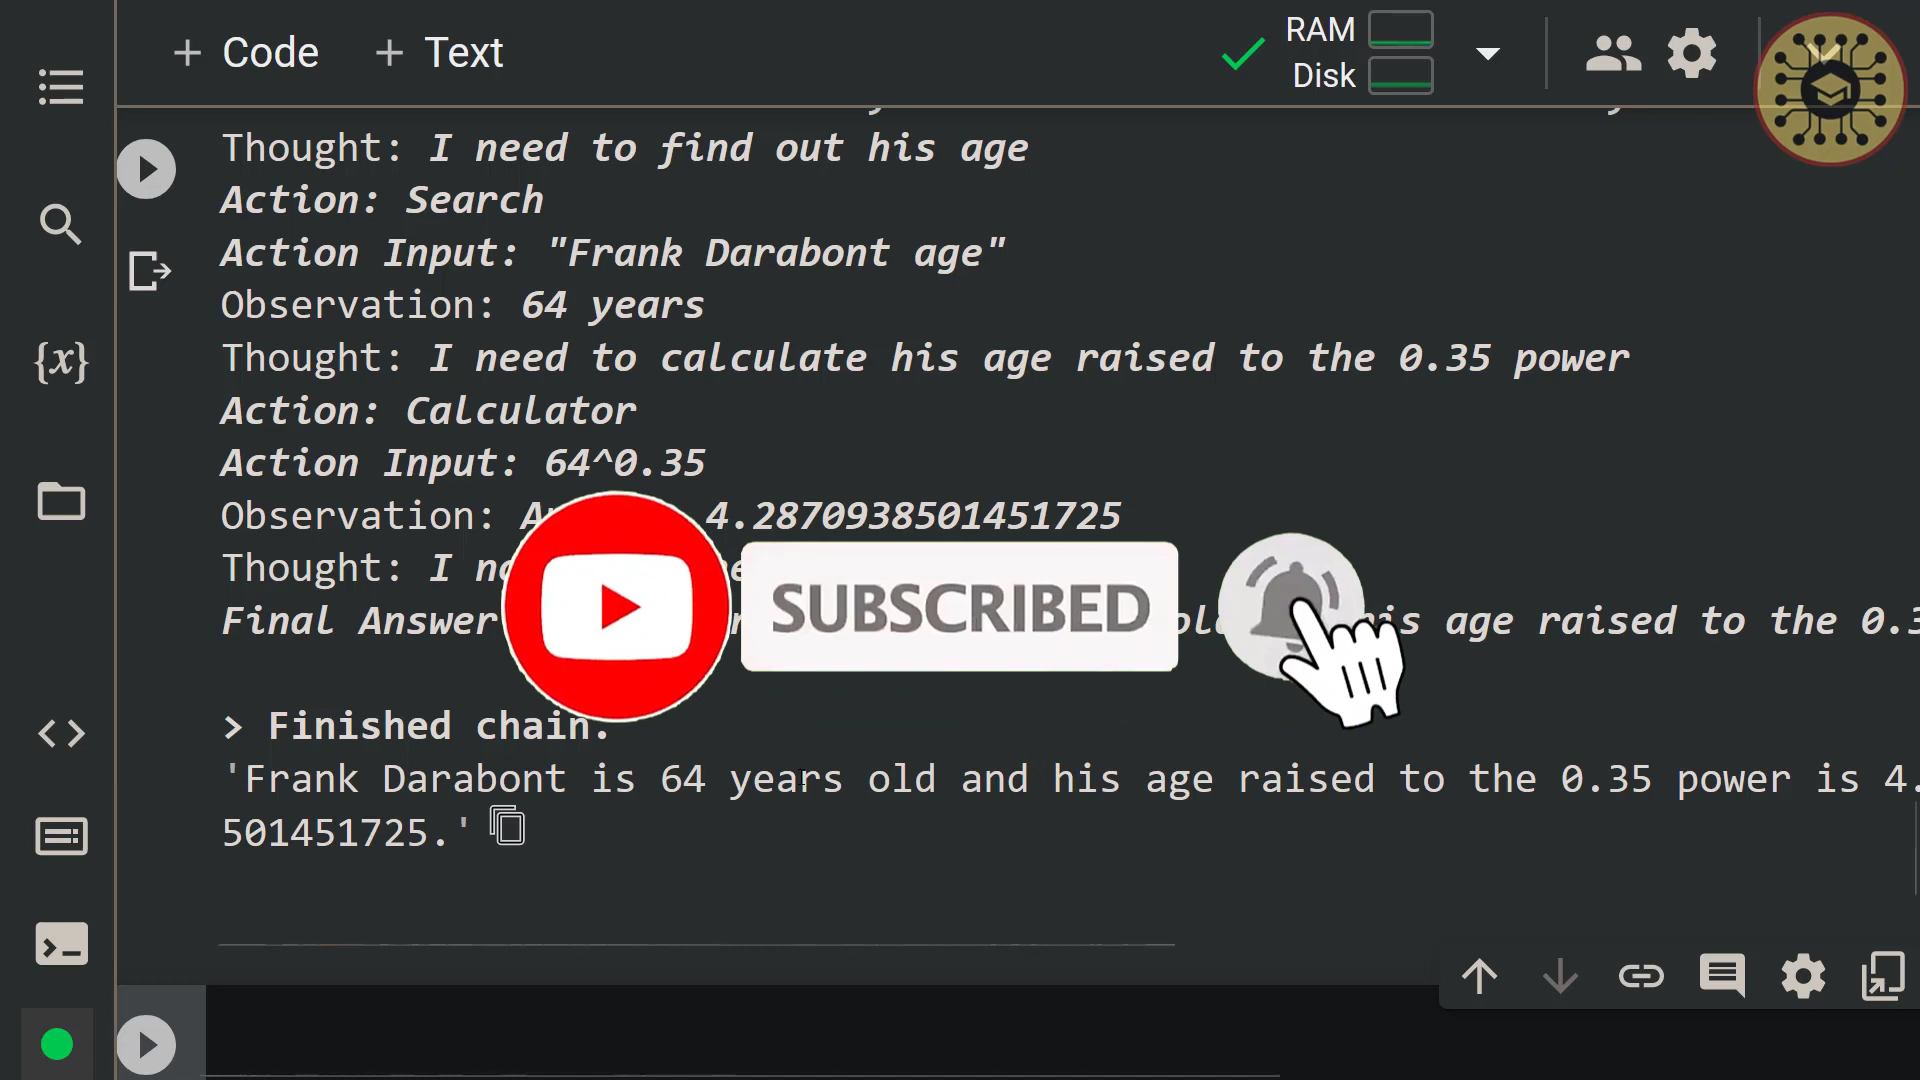 + Code + Text
RAM
Disk
Thought: I need to find out his age
Action: Search
Action Input: "Frank Darabont age"
Observation: 64 years
Thought: I need to calculate his age raised to the 0.35 power
Action: Calculator
Action Input: 64^0.35
Observation: 4.2870938501451725
Thought: I
Final Answer is age raised to the 0.3
SUBSCRIBED
> Finished chain.
'Frank Darabont is 64 years old and his age raised to the 0.35 power is 4.
501451725.'
{x}